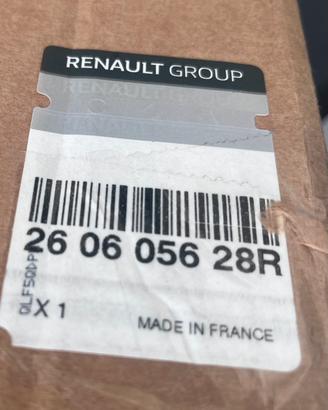 RENAULT GROUP
26 06 056 28R
X 1
MADE IN FRANCE